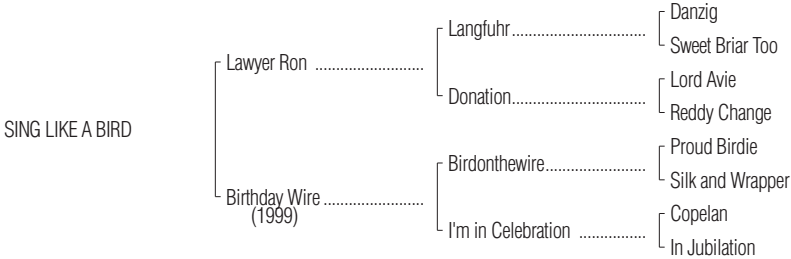 Danzig
Langfuhr................................
Sweet Briar Too
Lawyer Ron ..........................
Lord Avie
Donation................................
Reddy Change
SING LIKE A BIRD
Proud Birdie
Birdonthewire........................
Silk and Wrapper
Birthday Wire ........................
(1999)
Copelan
I'm in Celebration ................
In Jubilation